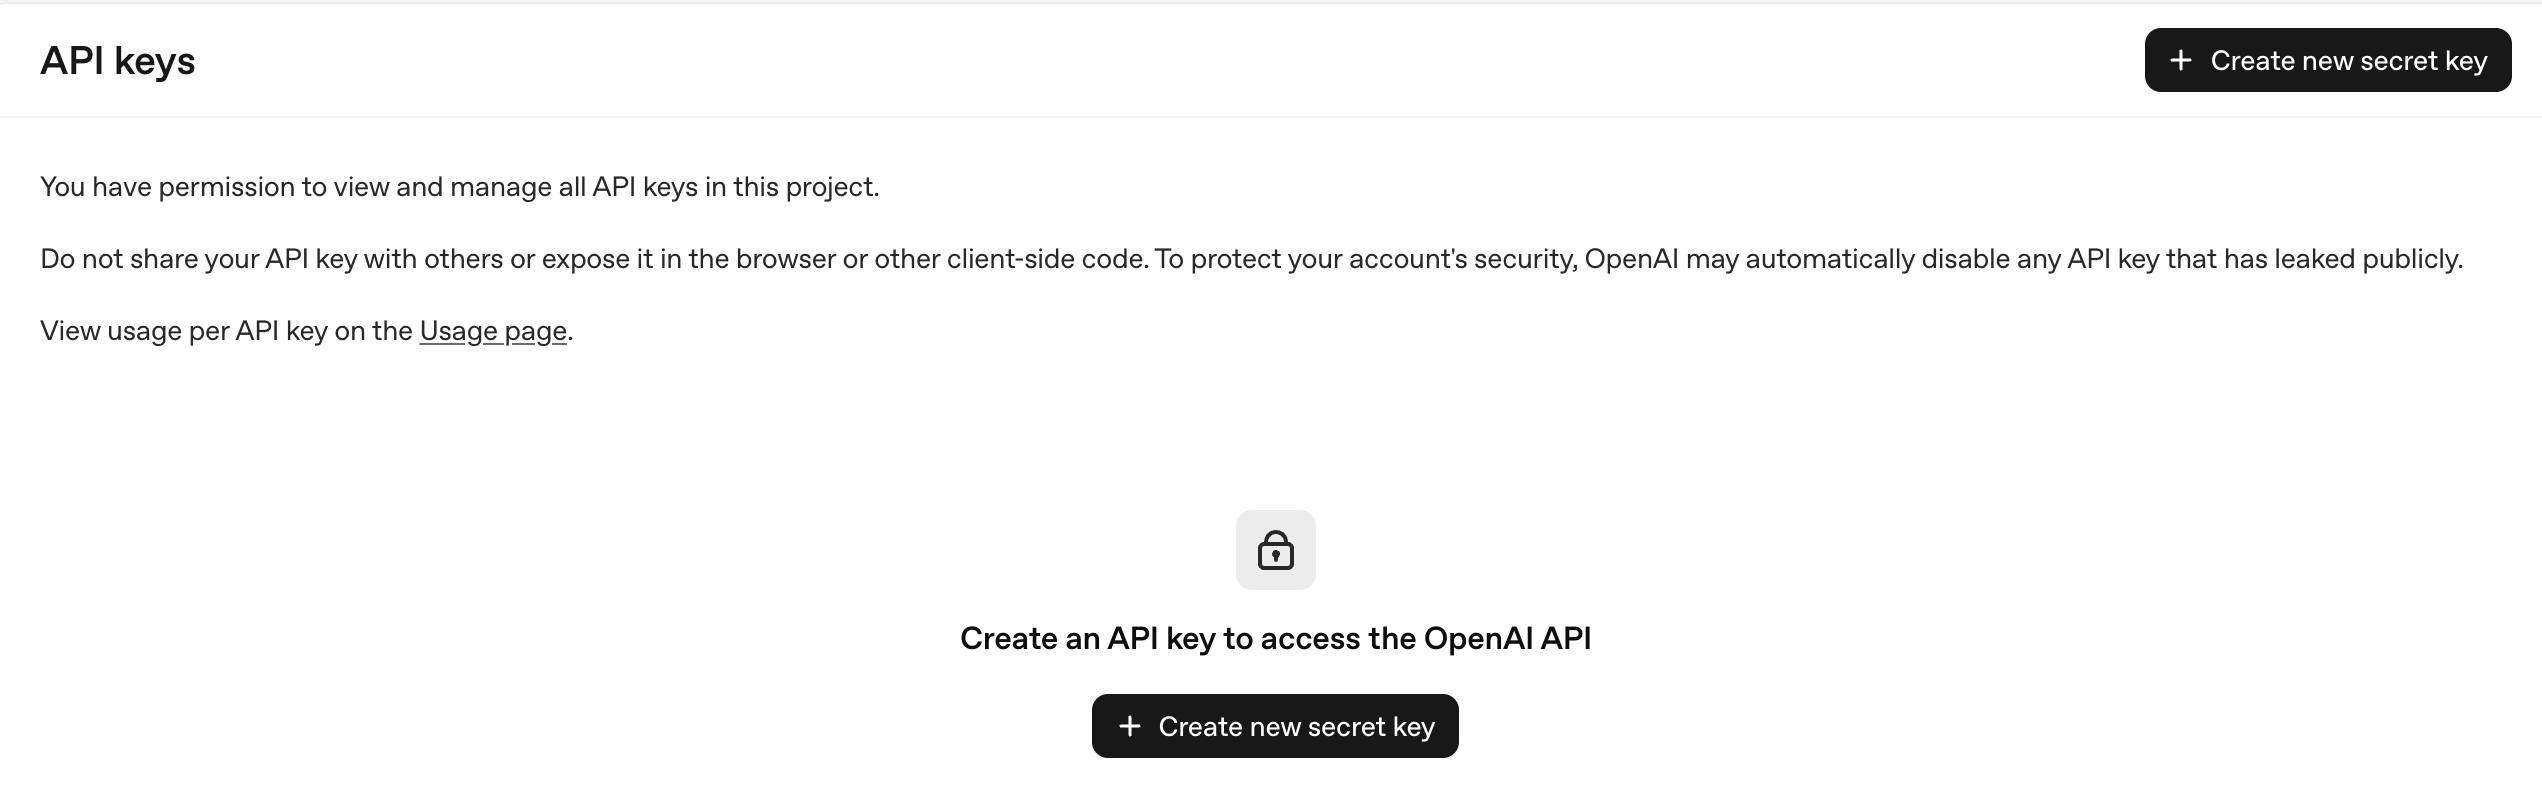 API keys
+ Create new secret key
You have permission to view and manage all API keys in this project.
Do not share your API key with others or expose it in the browser or other client-side code. To protect your account's security, OpenAI may automatically disable any API key that has leaked publicly.
View usage per API key on the Usage page.
Create an API key to access the OpenAI API
+ Create new secret key